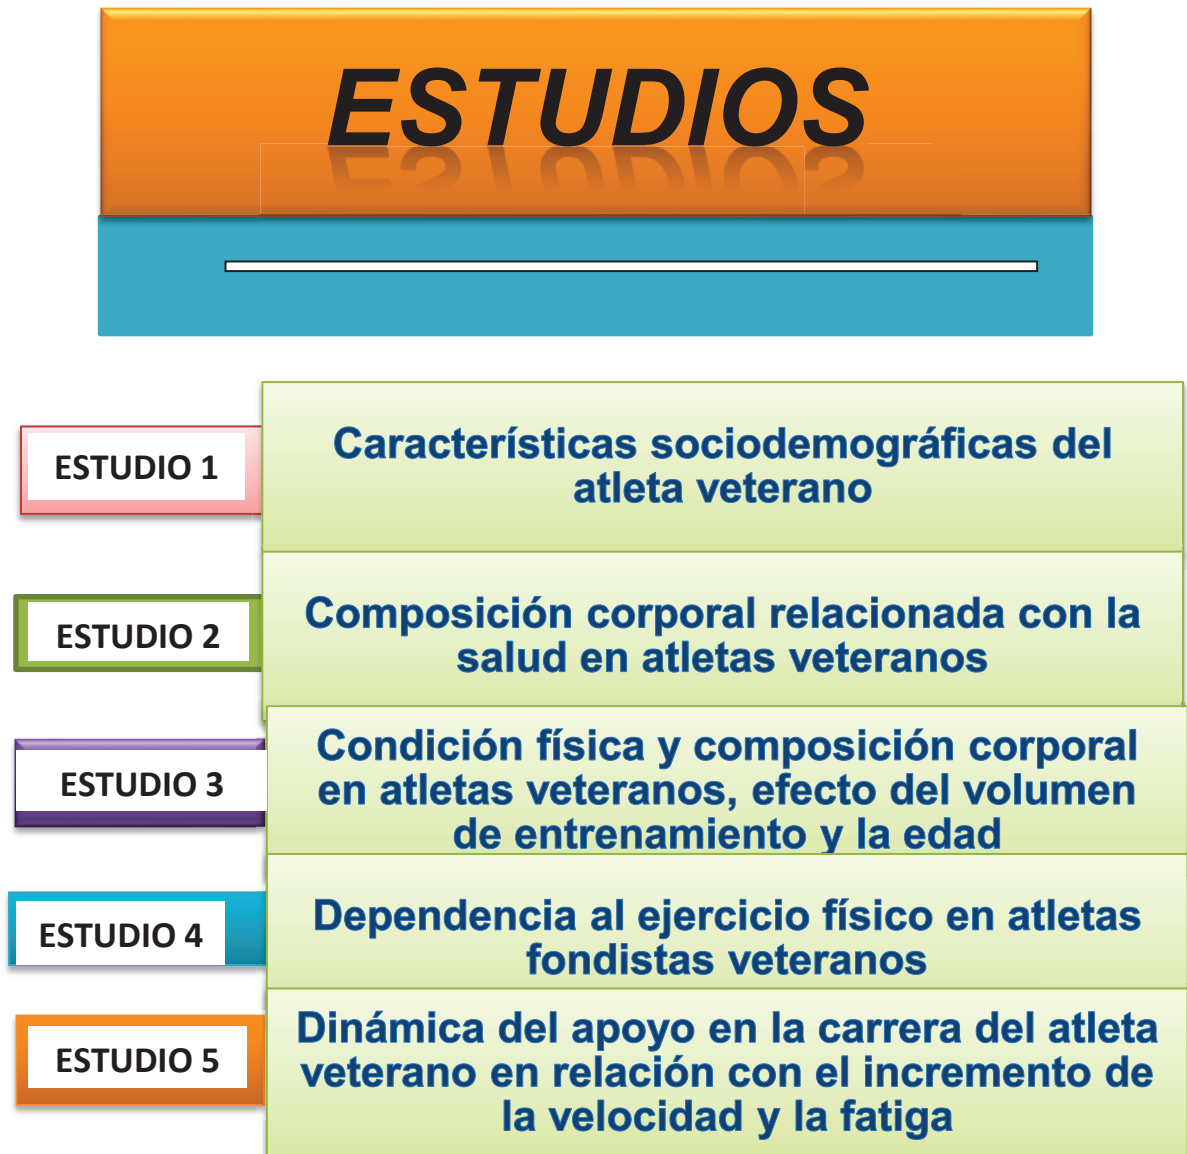 ESTUDIOS
ESTUDIO 1
Características sociodemográficas del
atleta veterano
ESTUDIO 2
Composición corporal relacionada con la
salud en atletas veteranos
ESTUDIO 3
Condición física y composición corporal
en atletas veteranos, efecto del volumen
de entrenamiento y la edad
ESTUDIO 4
Dependencia al ejercicio físico en atletas
fondistas veteranos
ESTUDIO 5
Dinámica del apoyo en la carrera del atleta
veterano en relación con el incremento de
la velocidad y la fatiga